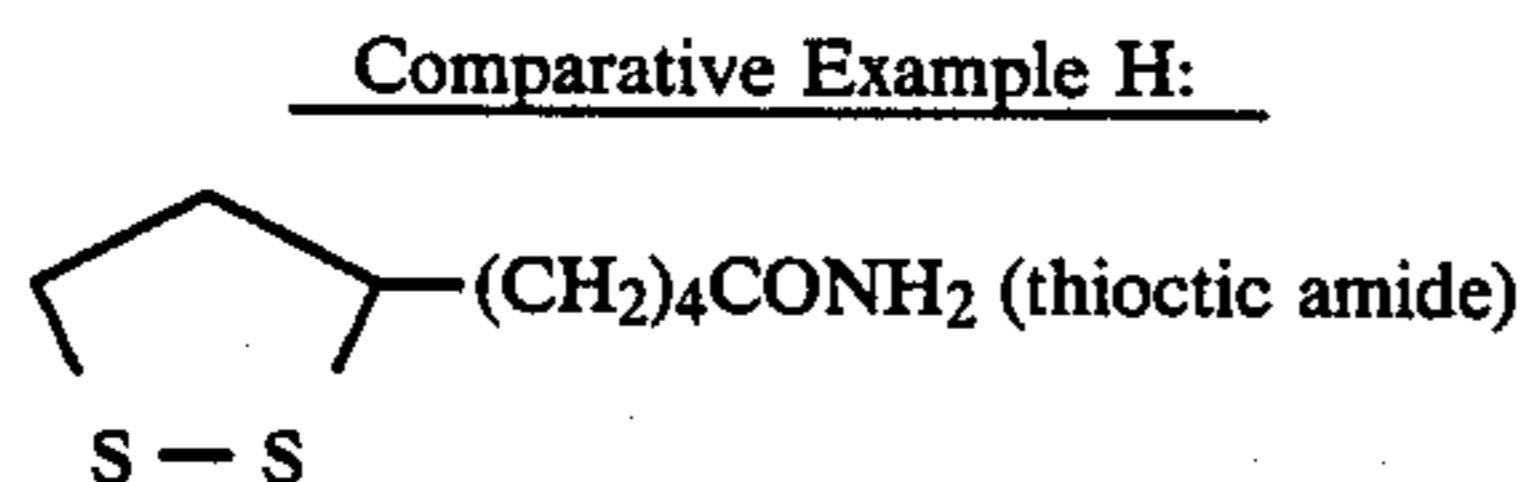 Comparative Example H:
(CH2)4CONH2 (thioctic amide)
S — S